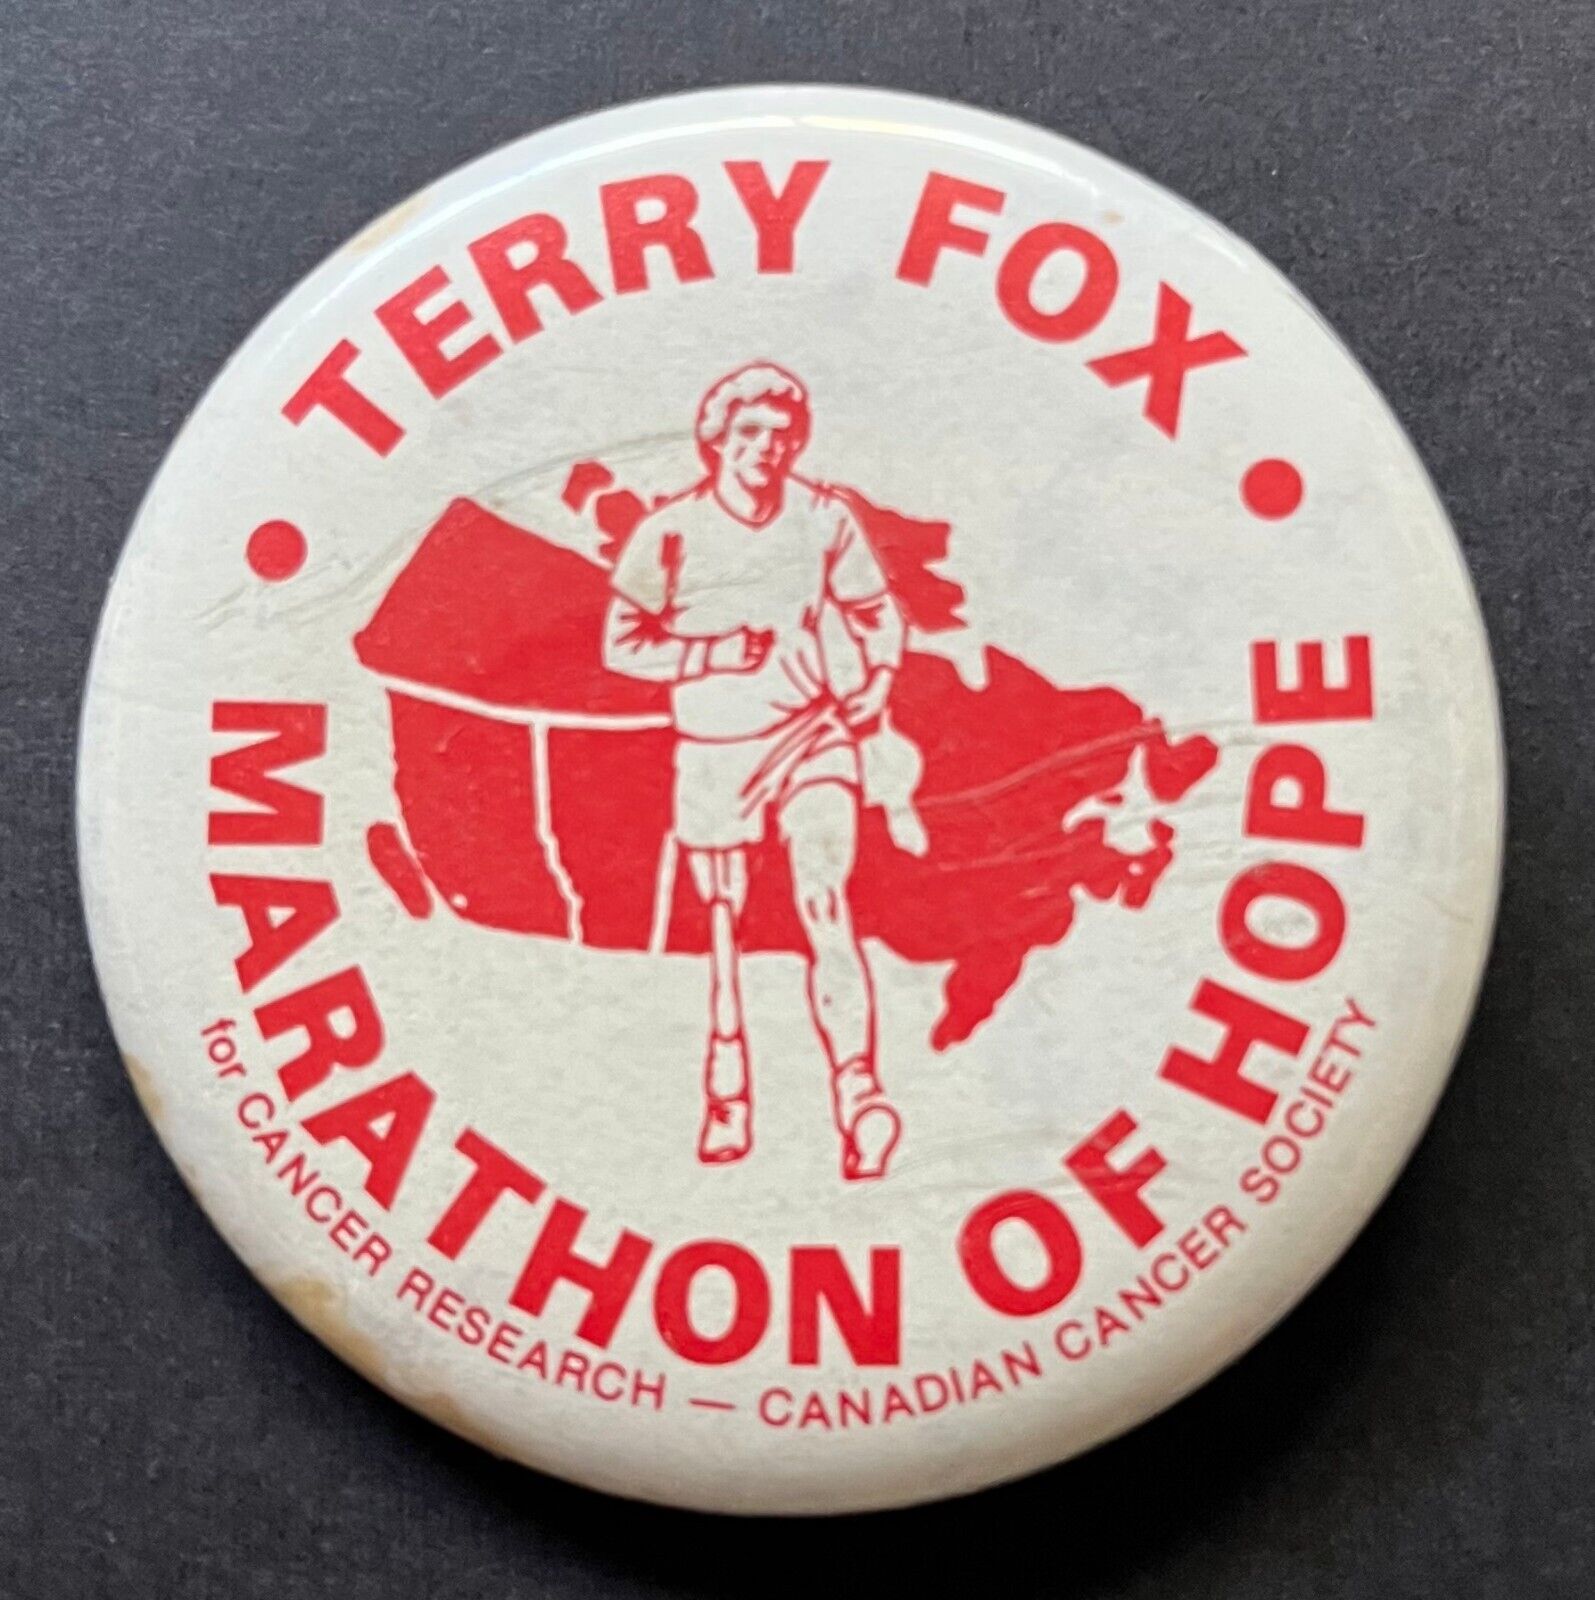 • TERRY FOX •
MARATHON OF HOPE
for CANCER RESEARCH — CANADIAN CANCER SOCIETY